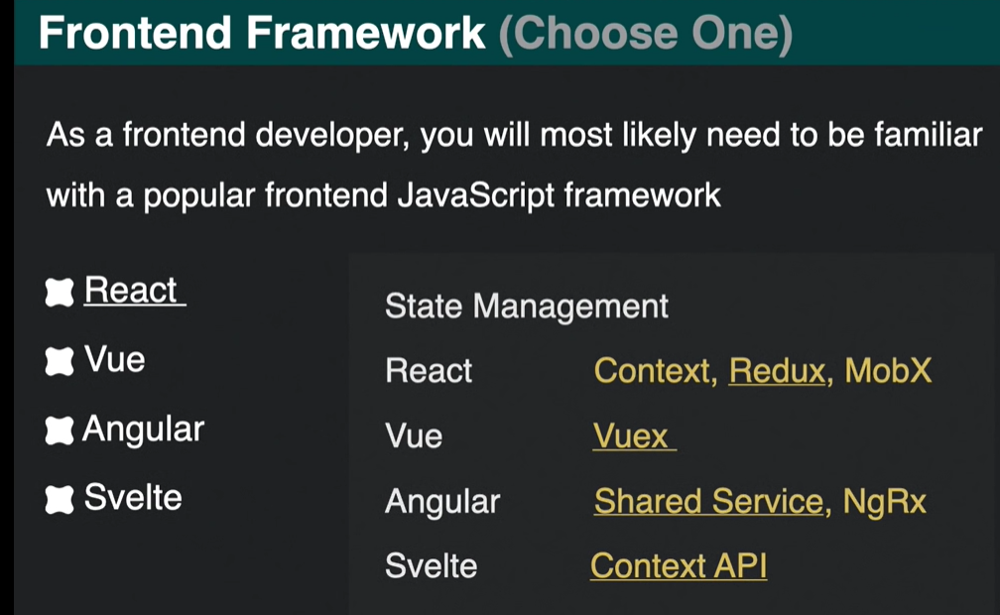 Frontend Framework (Choose One)
As a frontend developer, you will most likely need to be familiar
with a popular frontend JavaScript framework
React
Vue
Angular
Svelte
State Management
React Context, Redux, MobX
Vue Vuex
Angular Shared Service, NgRx
Svelte Context API